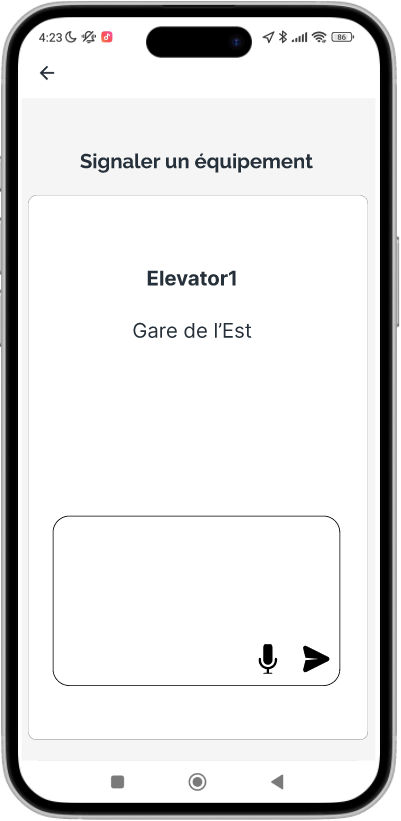 4:23
86
Signaler un équipement
Elevator1
Gare de l'Est